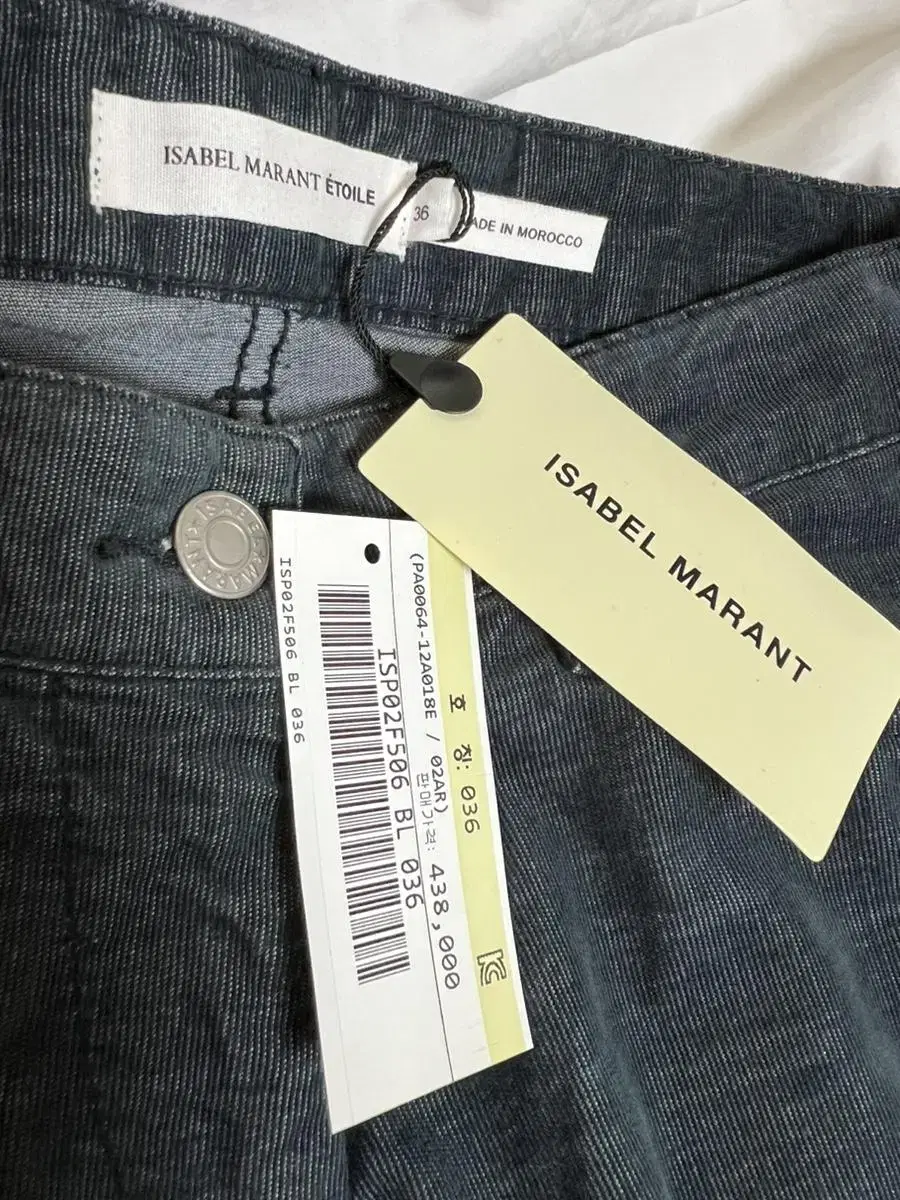 ISABEL MARANT ÉTOILE
36
MADE IN MOROCCO
ISABEL MARANT
ISABEL MARANT
호 칭: 036
(PA0064-12A018E / 02AR)
판매가격: 438,000
ISP02F506 BL 036
ISP02F506 BL 036